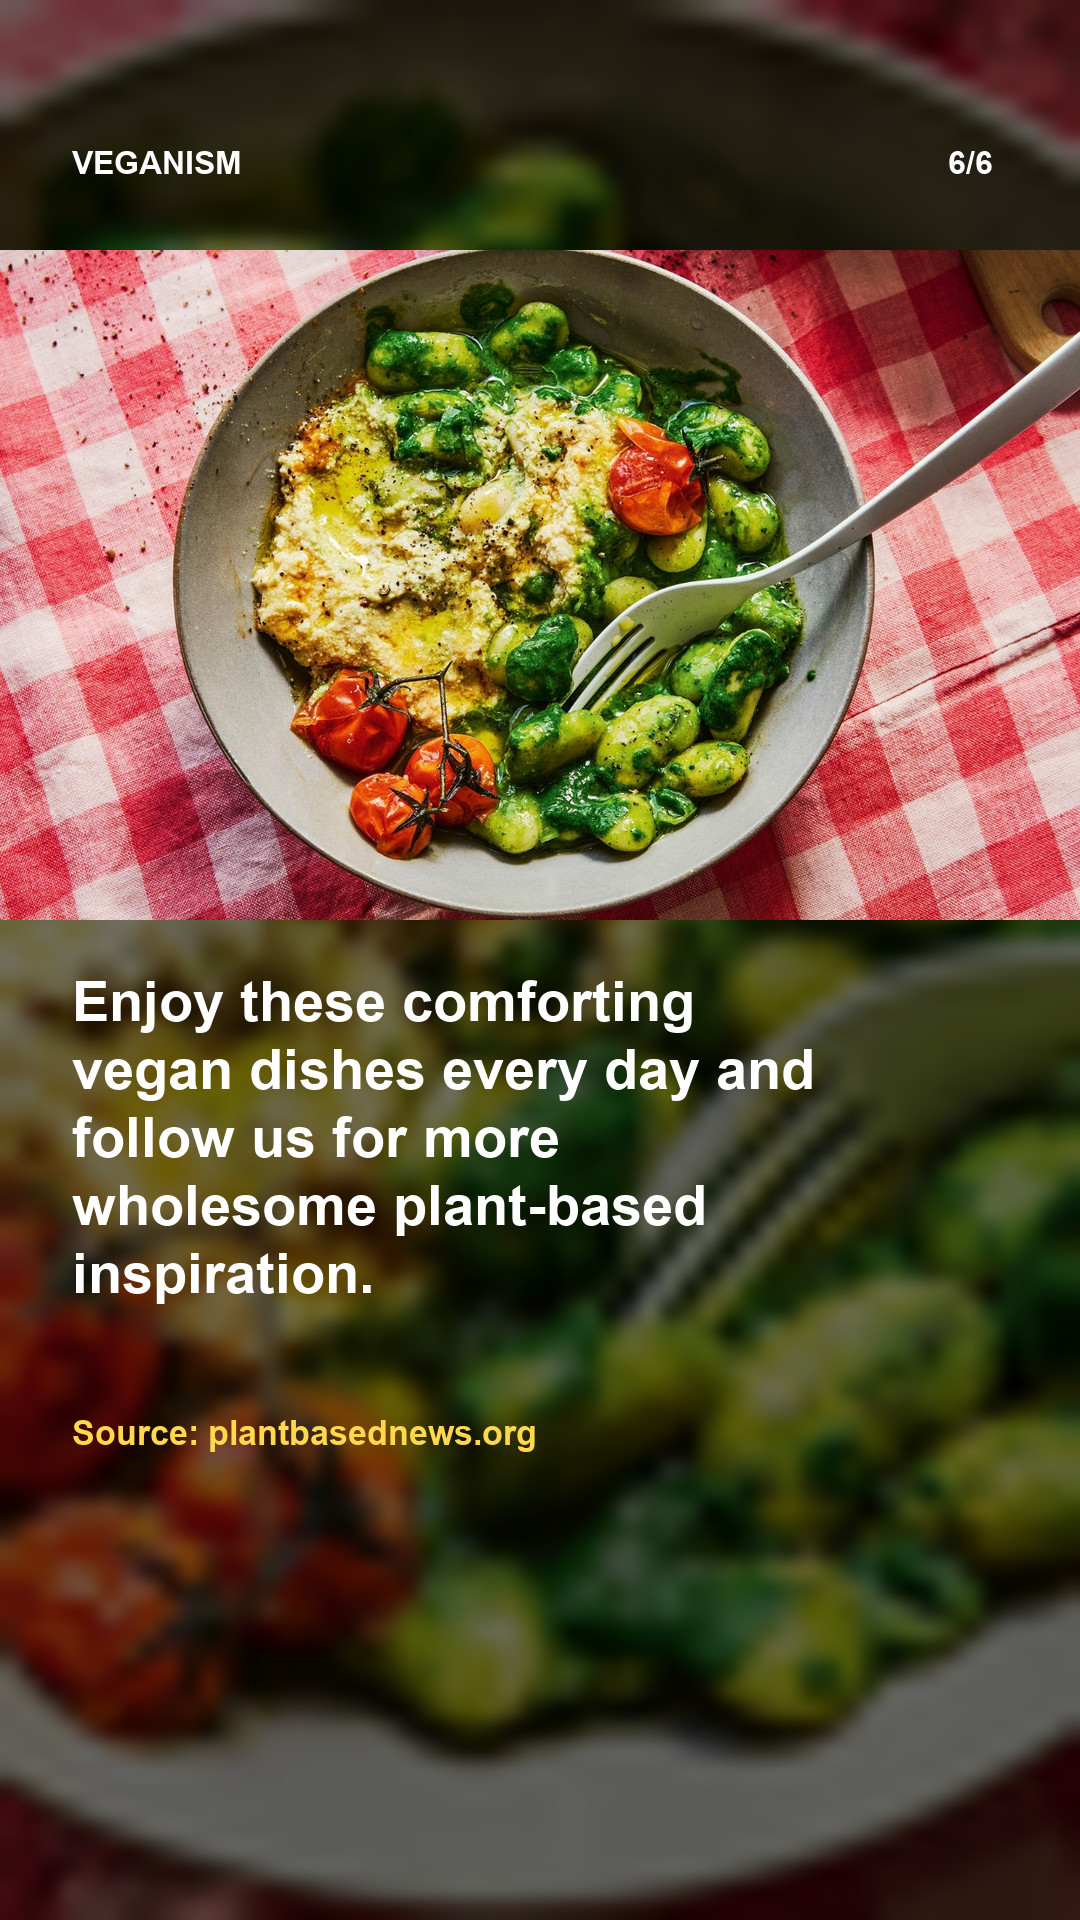 VEGANISM
6/6
Enjoy these comforting
vegan dishes every day and
follow us for more
wholesome plant-based
inspiration.
Source: plantbasednews.org